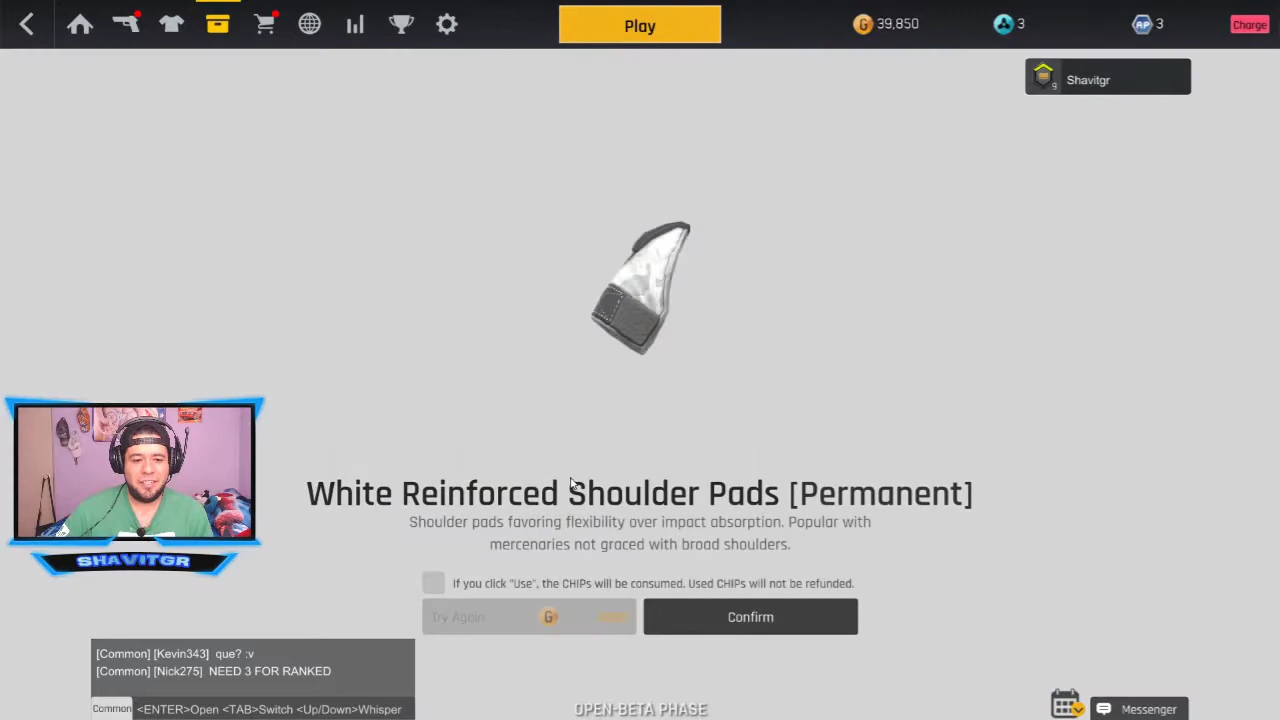 Play
39,850
3
3
Charge
9
Shavitgr
White Reinforced Shoulder Pads [Permanent]
Shoulder pads favoring flexibility over impact absorption. Popular with
mercenaries not graced with broad shoulders.
If you click "Use", the CHIPs will be consumed. Used CHIPs will not be refunded.
Try Again G
Confirm
SHAVITGR
[Common] [Kevin343] que? :v
[Common] [Nick275] NEED 3 FOR RANKED
Common <ENTER>Open <TAB>Switch <Up/Down>Whisper
OPEN-BETA PHASE
Messenger